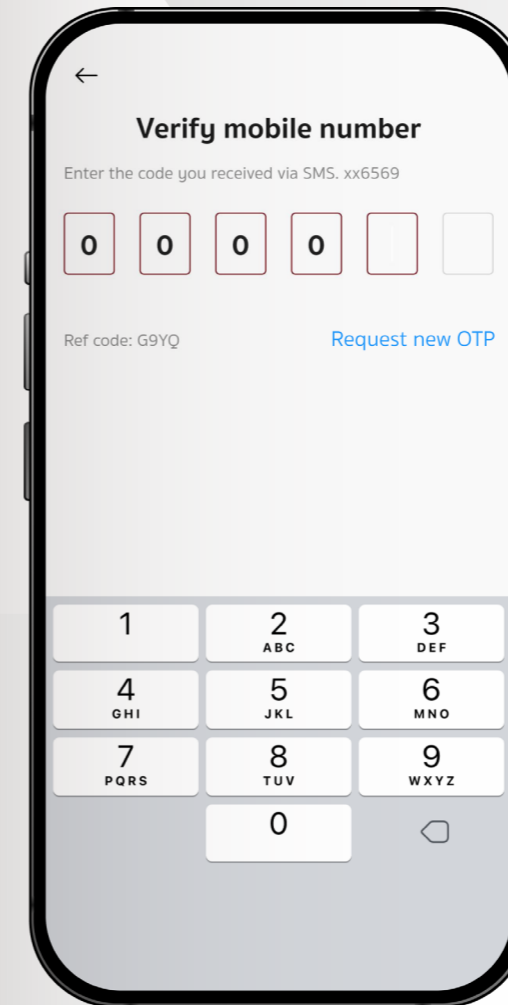 Verify mobile number
Enter the code you received via SMS. xx6569
0 0 0 0
Ref code: G9YQ Request new OTP
1 2 3
ABC DEF
4 5 6
GHI JKL MNO
7 8 9
PQRS TUV WXYZ
0